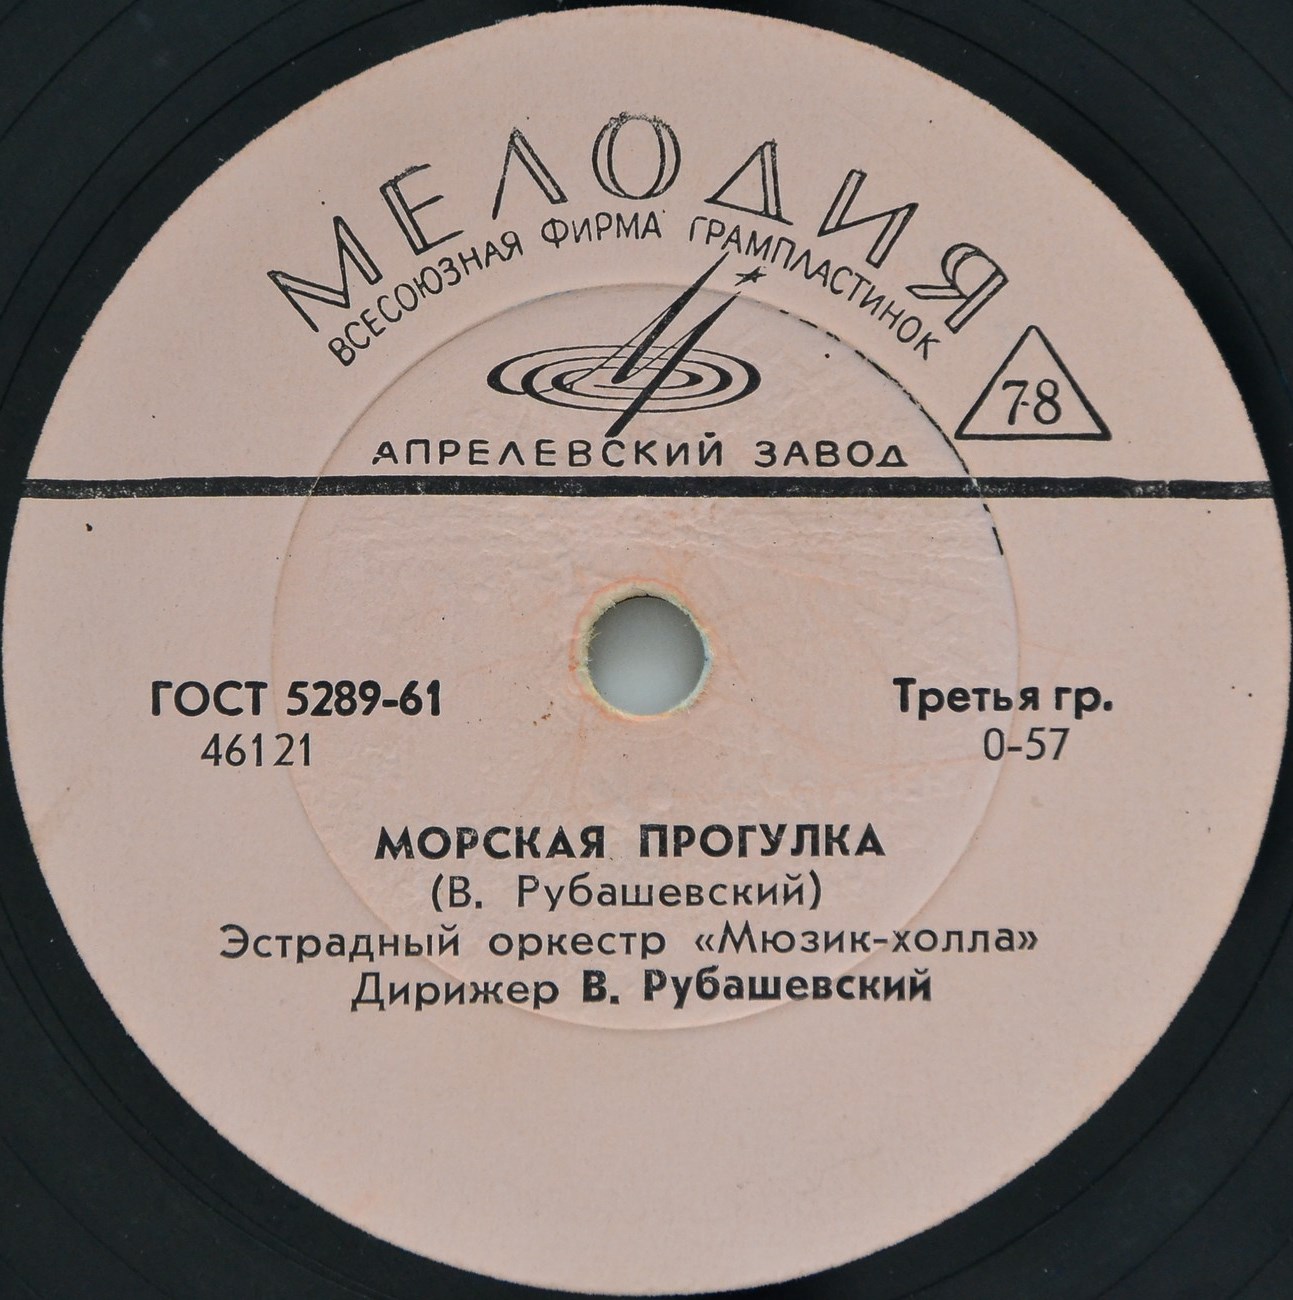 МЕЛОДИЯ
ВСЕСОЮЗНАЯ ФИРМА ГРАМПЛАСТИНОК
78
АПРЕЛЕВСКИЙ ЗАВОД
ГОСТ 5289-61 Третья гр.
46121 0-57
МОРСКАЯ ПРОГУЛКА
(В. Рубашевский)
Эстрадный оркестр «Мюзик-холла»
Дирижер В. Рубашевский